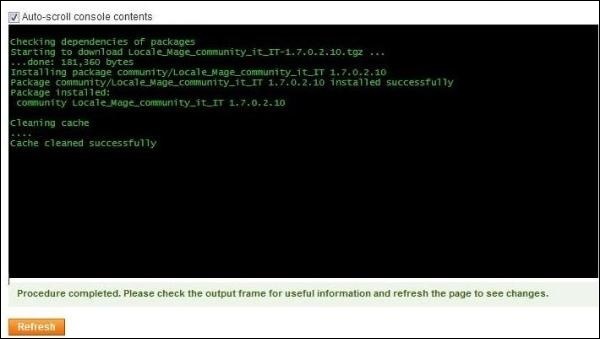 Auto-scroll console contents
Checking dependencies of packages
Starting to download Locale_Mage_community_it_IT-1.7.0.2.10.tgz ...
...done: 181,360 bytes
Installing package community/Locale_Mage_community_it_IT 1.7.0.2.10
Package community/Locale_Mage_community_it_IT 1.7.0.2.10 installed successfully
Package installed:
community Locale_Mage_community_it_IT 1.7.0.2.10
Cleaning cache
....
Cache cleaned successfully
Procedure completed. Please check the output frame for useful information and refresh the page to see changes.
Refresh